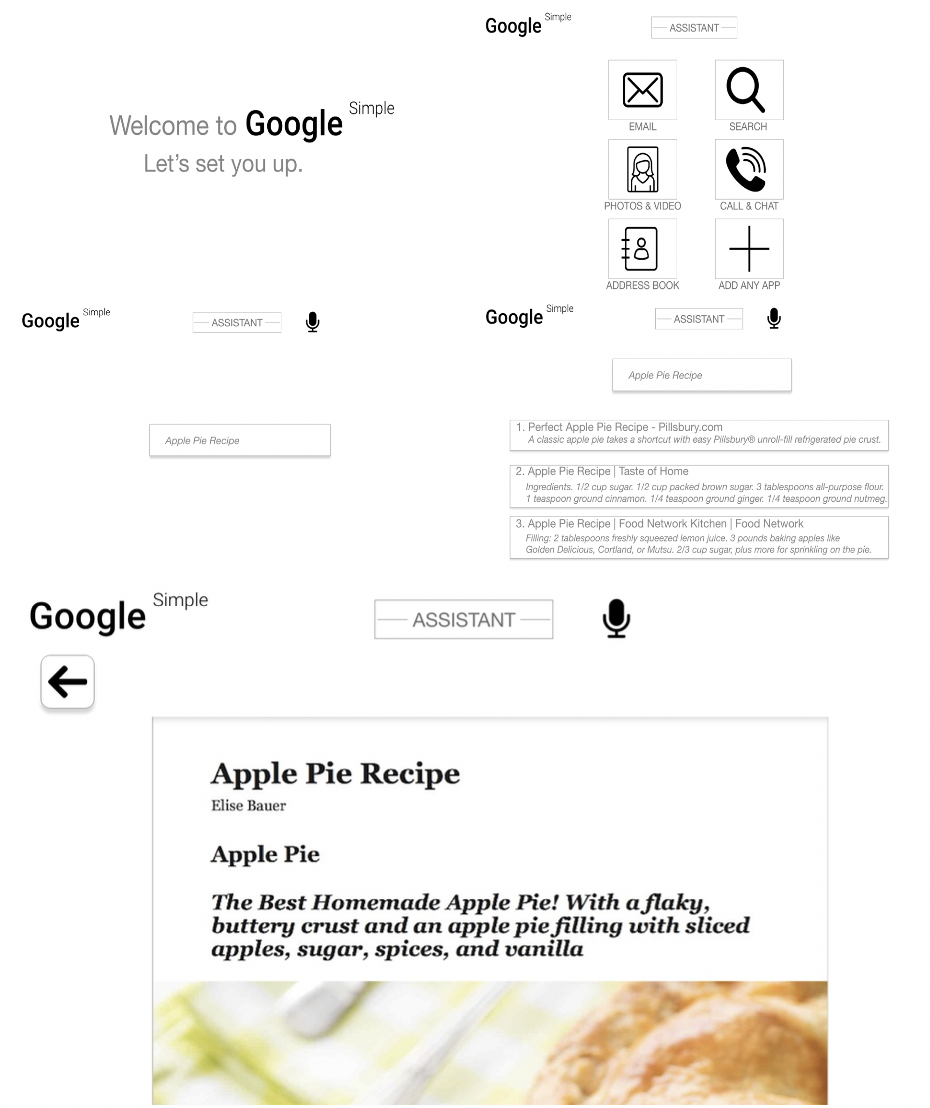 Welcome to Google Simple
Let's set you up.
Google Simple
ASSISTANT
EMAIL
SEARCH
PHOTOS & VIDEO
CALL & CHAT
ADDRESS BOOK
ADD ANY APP
Google Simple
ASSISTANT
Apple Pie Recipe
Google Simple
ASSISTANT
Apple Pie Recipe
1. Perfect Apple Pie Recipe - Pillsbury.com
A classic apple pie takes a shortcut with easy Pillsbury® unroll-fill refrigerated pie crust.
2. Apple Pie Recipe | Taste of Home
Ingredients. 1/2 cup sugar. 1/2 cup packed brown sugar. 3 tablespoons all-purpose flour.
1 teaspoon ground cinnamon. 1/4 teaspoon ground ginger. 1/4 teaspoon ground nutmeg.
3. Apple Pie Recipe | Food Network Kitchen | Food Network
Filling: 2 tablespoons freshly squeezed lemon juice. 3 pounds baking apples like
Golden Delicious, Cortland, or Mutsu. 2/3 cup sugar, plus more for sprinkling on the pie.
Google Simple
ASSISTANT
Apple Pie Recipe
Elise Bauer
Apple Pie
The Best Homemade Apple Pie! With a flaky,
buttery crust and an apple pie filling with sliced
apples, sugar, spices, and vanilla